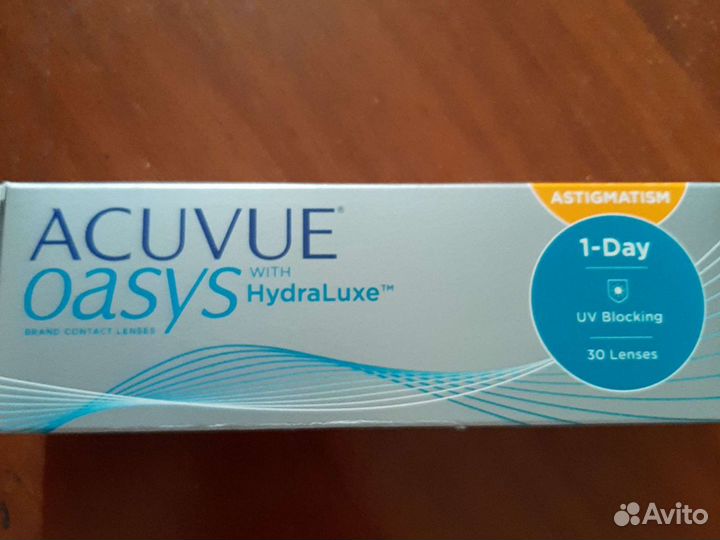 ACUVUE®
oasys WITH HydraLuxe™
BRAND CONTACT LENSES
ASTIGMATISM
1-Day
UV Blocking
30 Lenses
Avito